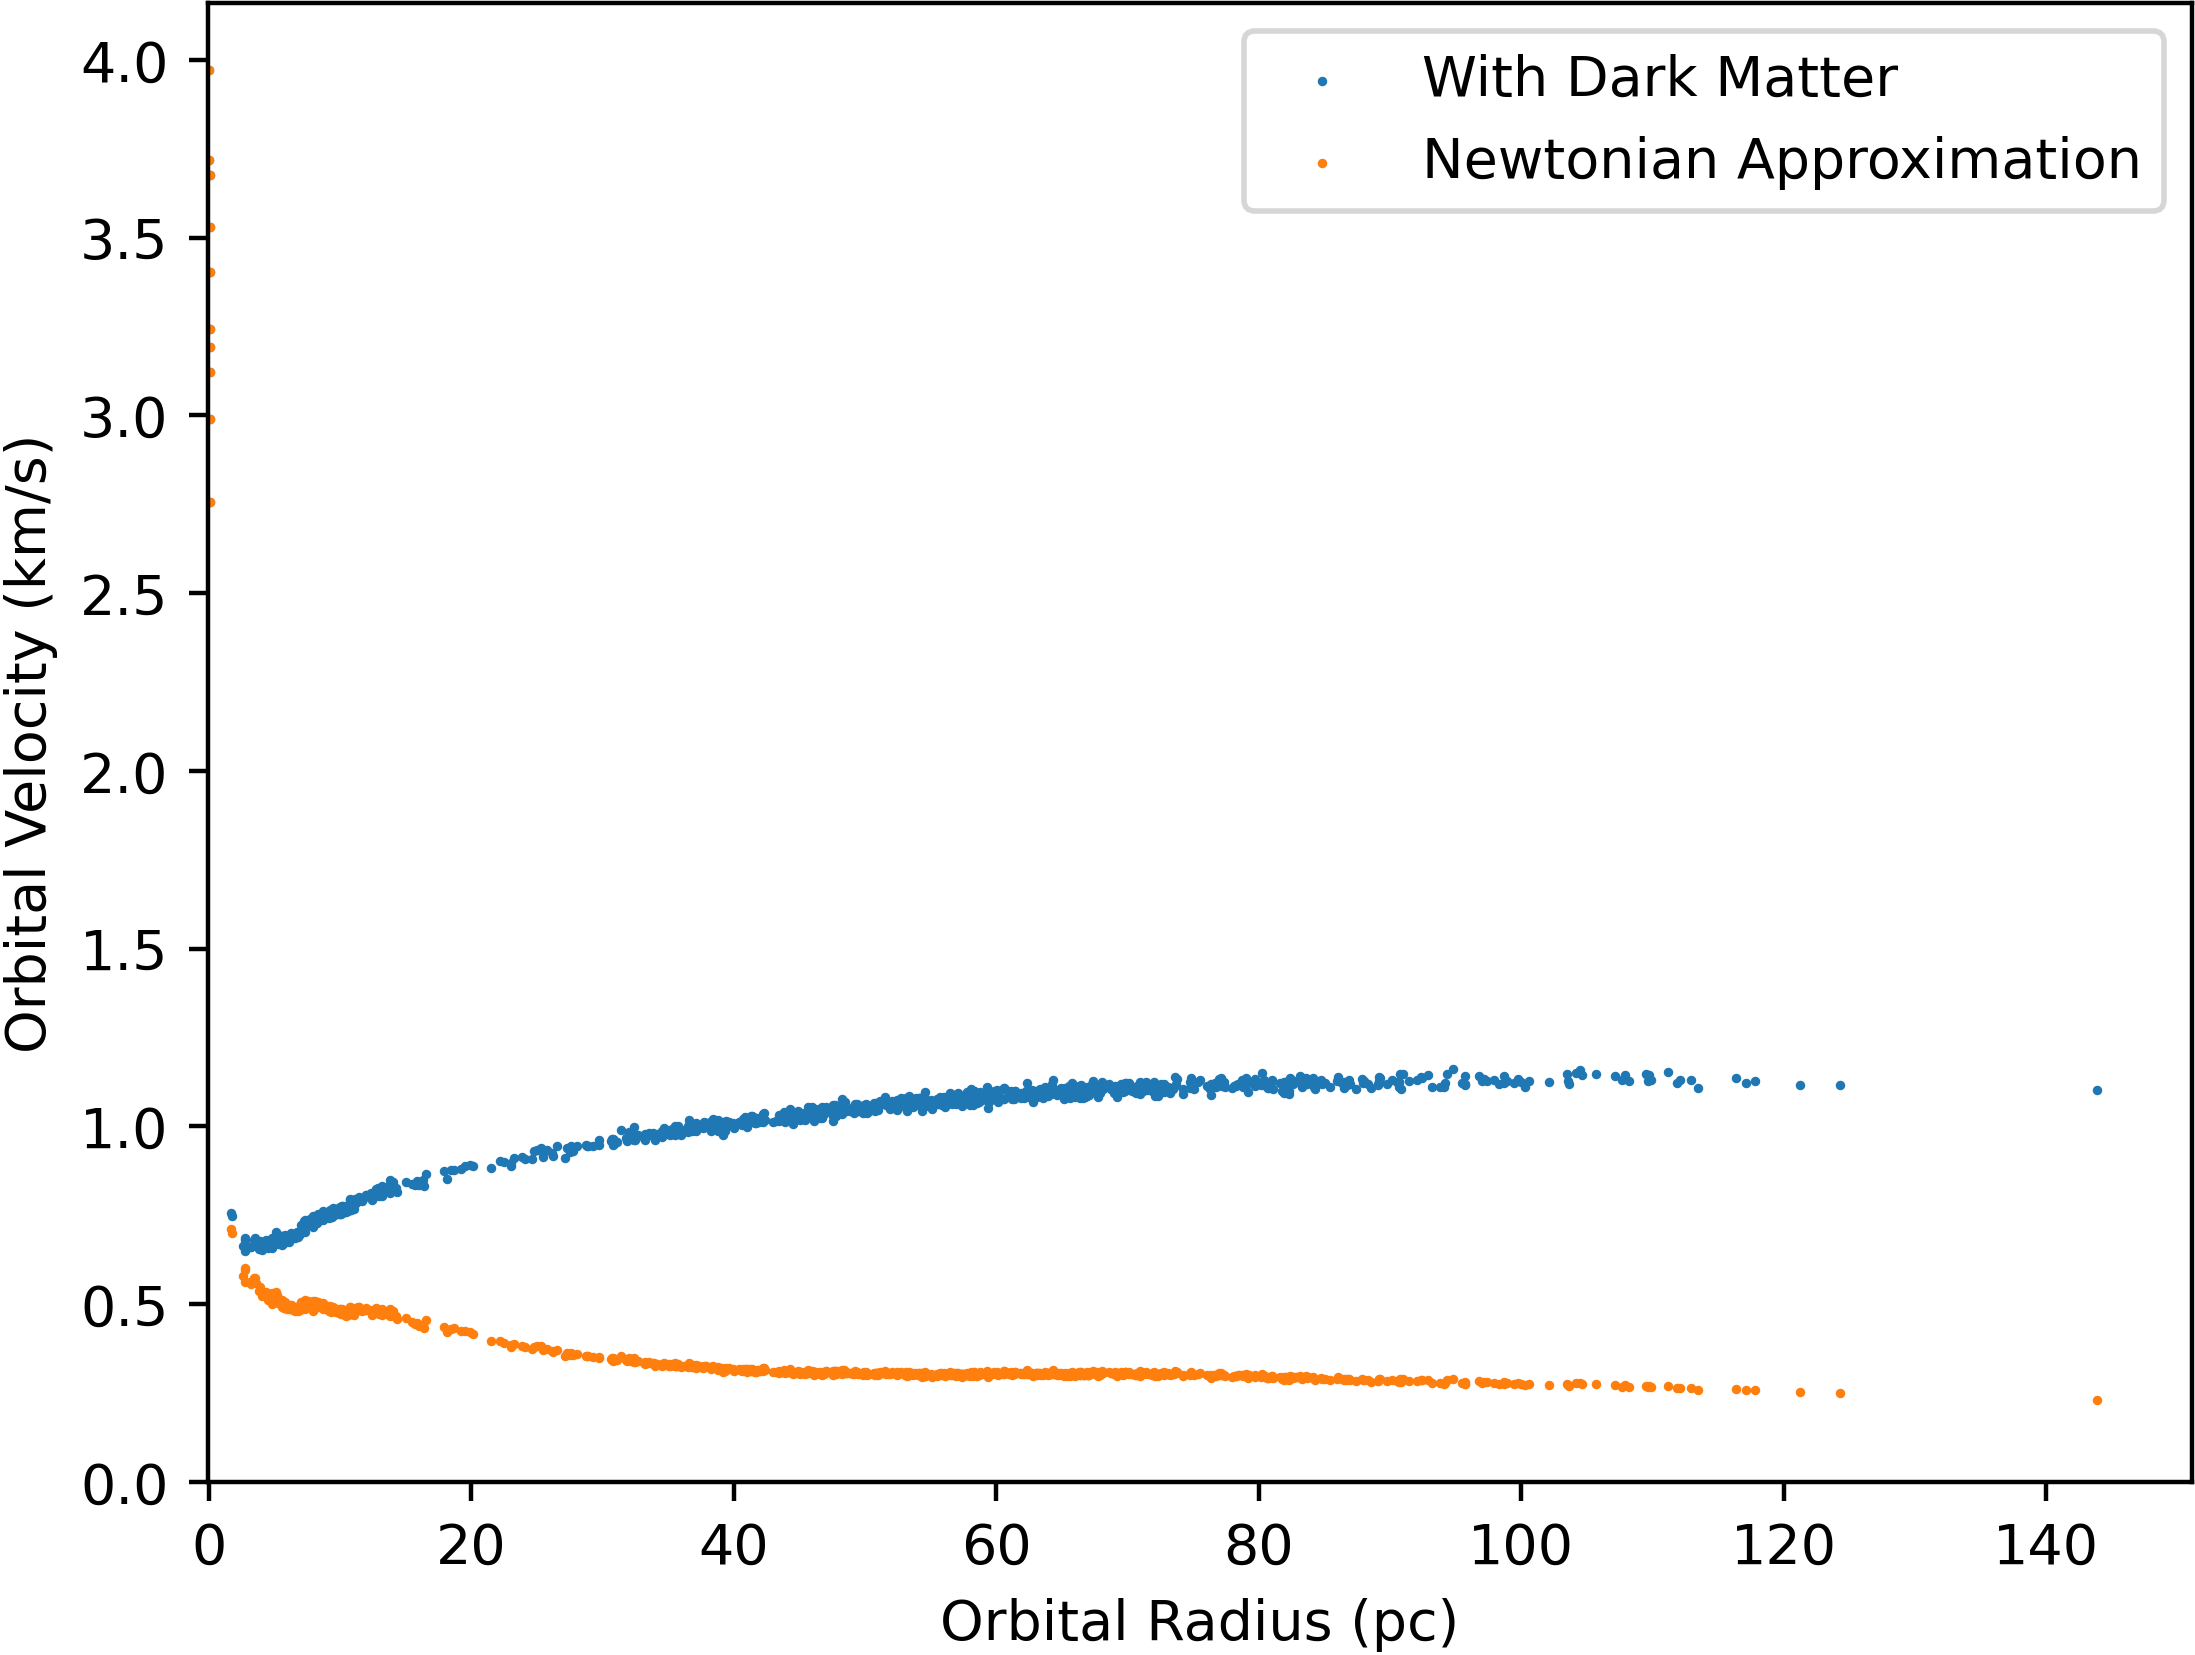 With Dark Matter
Newtonian Approximation
Orbital Velocity (km/s)
4.0
3.5
3.0
2.5
2.0
1.5
1.0
0.5
0.0
0 20 40 60 80 100 120 140
Orbital Radius (pc)